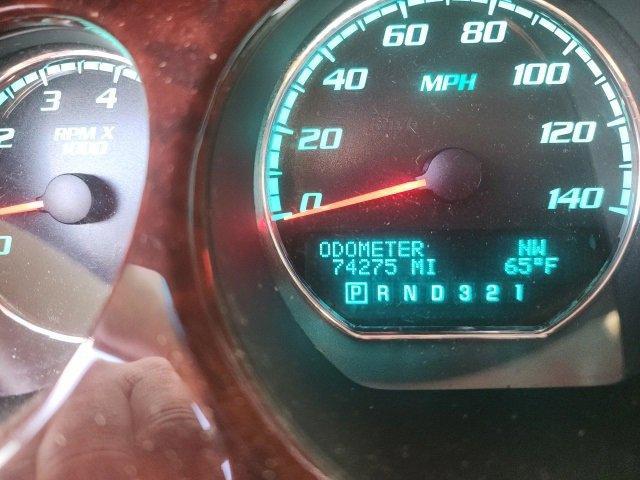 60 80
3 4 40 MPH 100
2 RPM X 20 120
1000
0 140
0
ODOMETER NW
74275 MI 65°F
P R N D 3 2 1